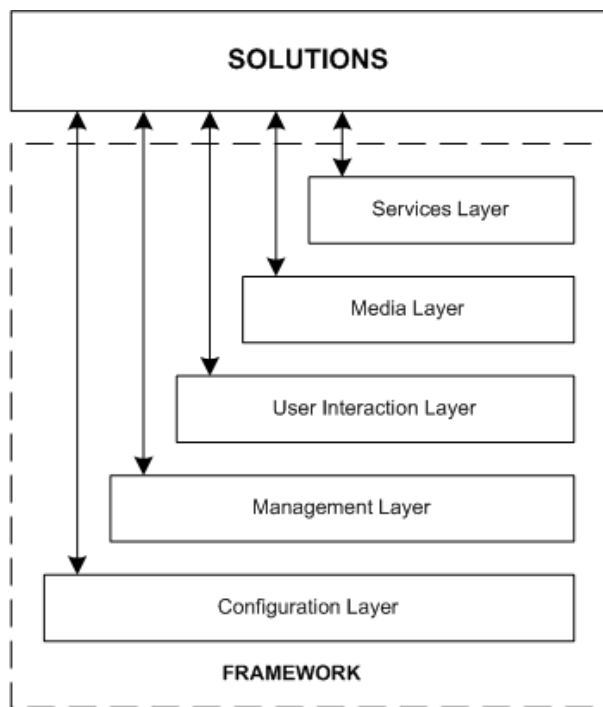 SOLUTIONS
Services Layer
Media Layer
User Interaction Layer
Management Layer
Configuration Layer
FRAMEWORK